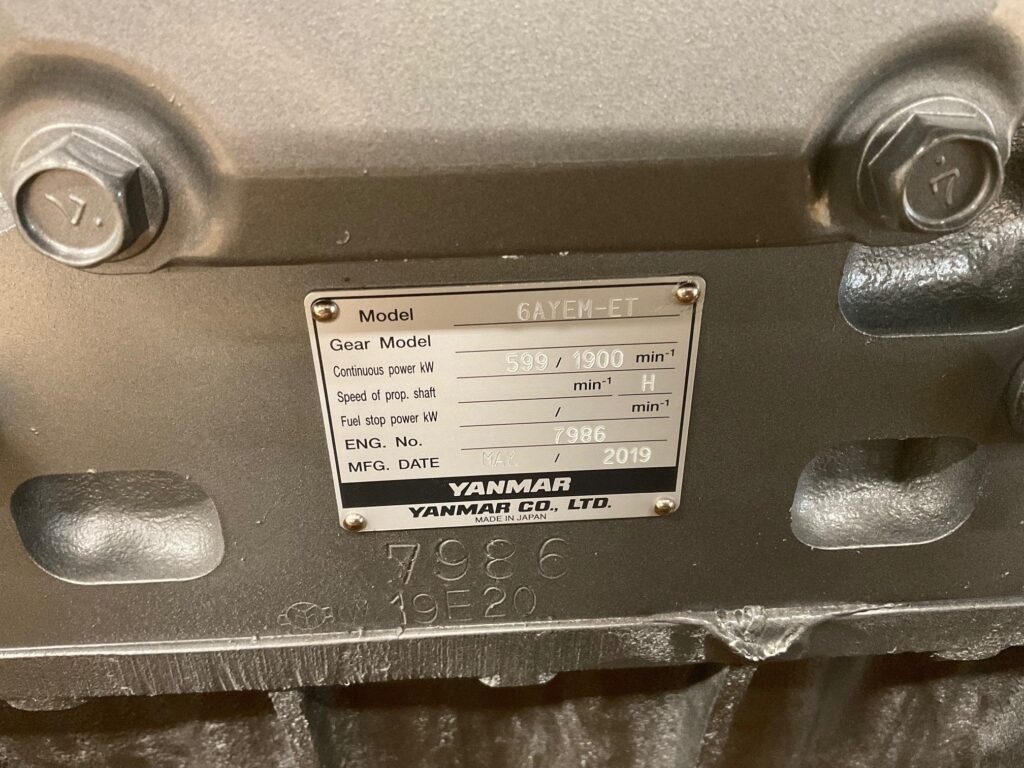 Model 6AYEM-ET
Gear Model
Continuous power kW 599 / 1900 min-1
Speed of prop. shaft min-1 H
Fuel stop power kW / min-1
ENG. No. 7986
MFG. DATE / 2019
YANMAR
YANMAR CO., LTD.
MADE IN JAPAN
7986
19E20